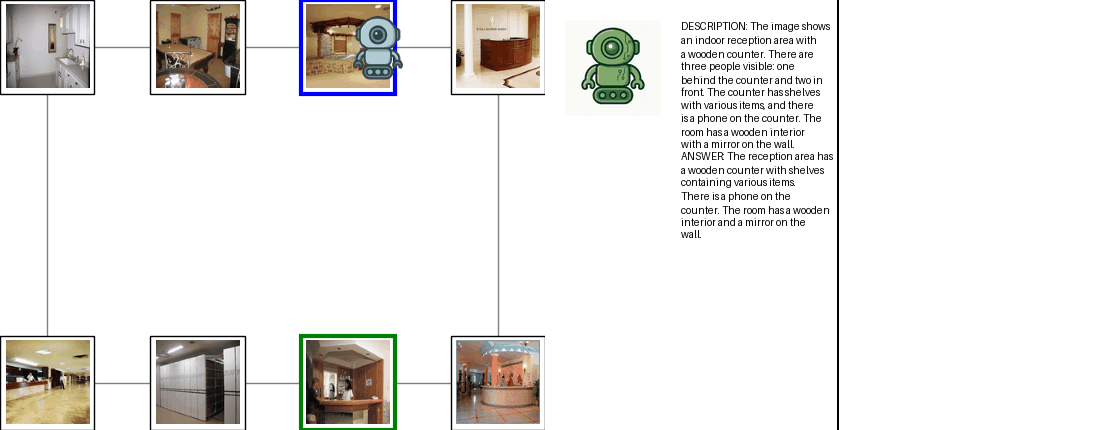 DESCRIPTION: The image shows
an indoor reception area with
a wooden counter. There are
three people visible: one
behind the counter and two in
front. The counter has shelves
with various items, and there
is a phone on the counter. The
room has a wooden interior
with a mirror on the wall.
ANSWER: The reception area has
a wooden counter with shelves
containing various items.
There is a phone on the
counter. The room has a wooden
interior and a mirror on the
wall.